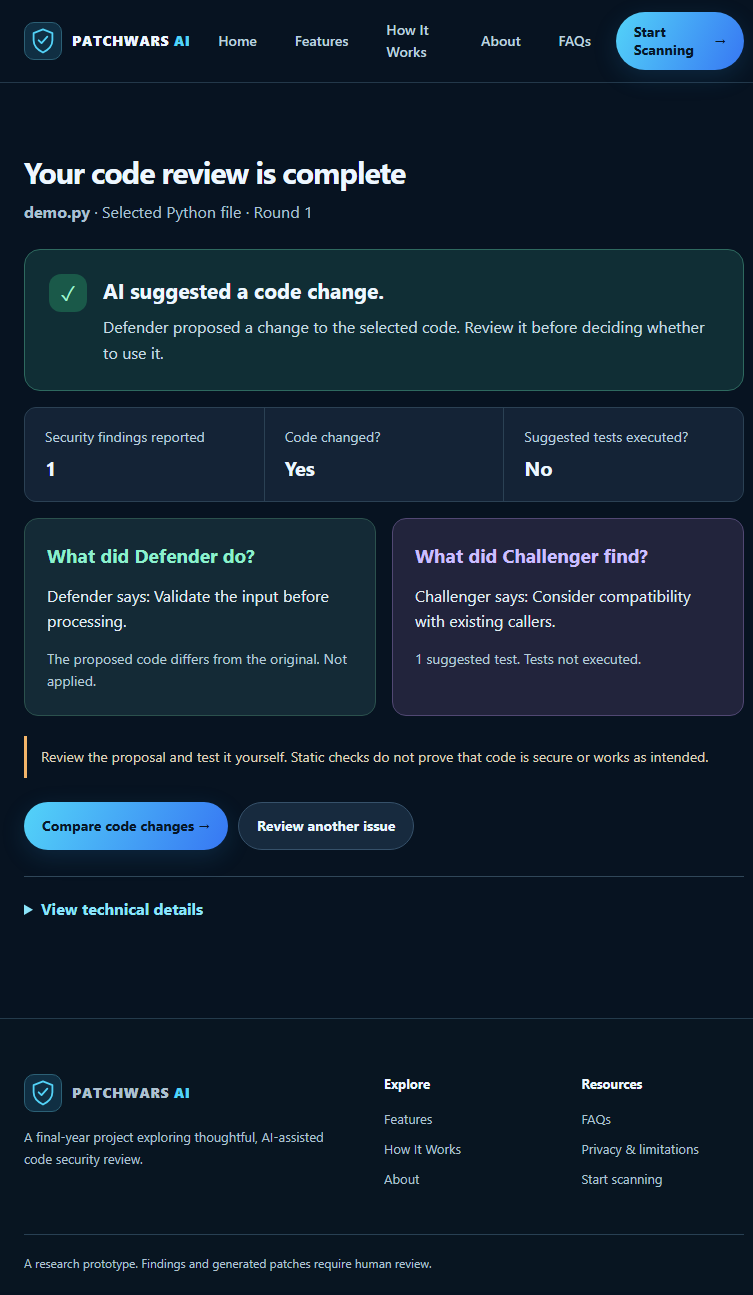 PATCHWARS AI
Home
Features
How It
Works
About
FAQs
Start
Scanning →
Your code review is complete
demo.py · Selected Python file · Round 1
✓
AI suggested a code change.
Defender proposed a change to the selected code. Review it before deciding whether
to use it.
Security findings reported
1
Code changed?
Yes
Suggested tests executed?
No
What did Defender do?
Defender says: Validate the input before
processing.
The proposed code differs from the original. Not
applied.
What did Challenger find?
Challenger says: Consider compatibility
with existing callers.
1 suggested test. Tests not executed.
Review the proposal and test it yourself. Static checks do not prove that code is secure or works as intended.
Compare code changes →
Review another issue
▶ View technical details
PATCHWARS AI
A final-year project exploring thoughtful, AI-assisted
code security review.
Explore
Features
How It Works
About
Resources
FAQs
Privacy & limitations
Start scanning
A research prototype. Findings and generated patches require human review.